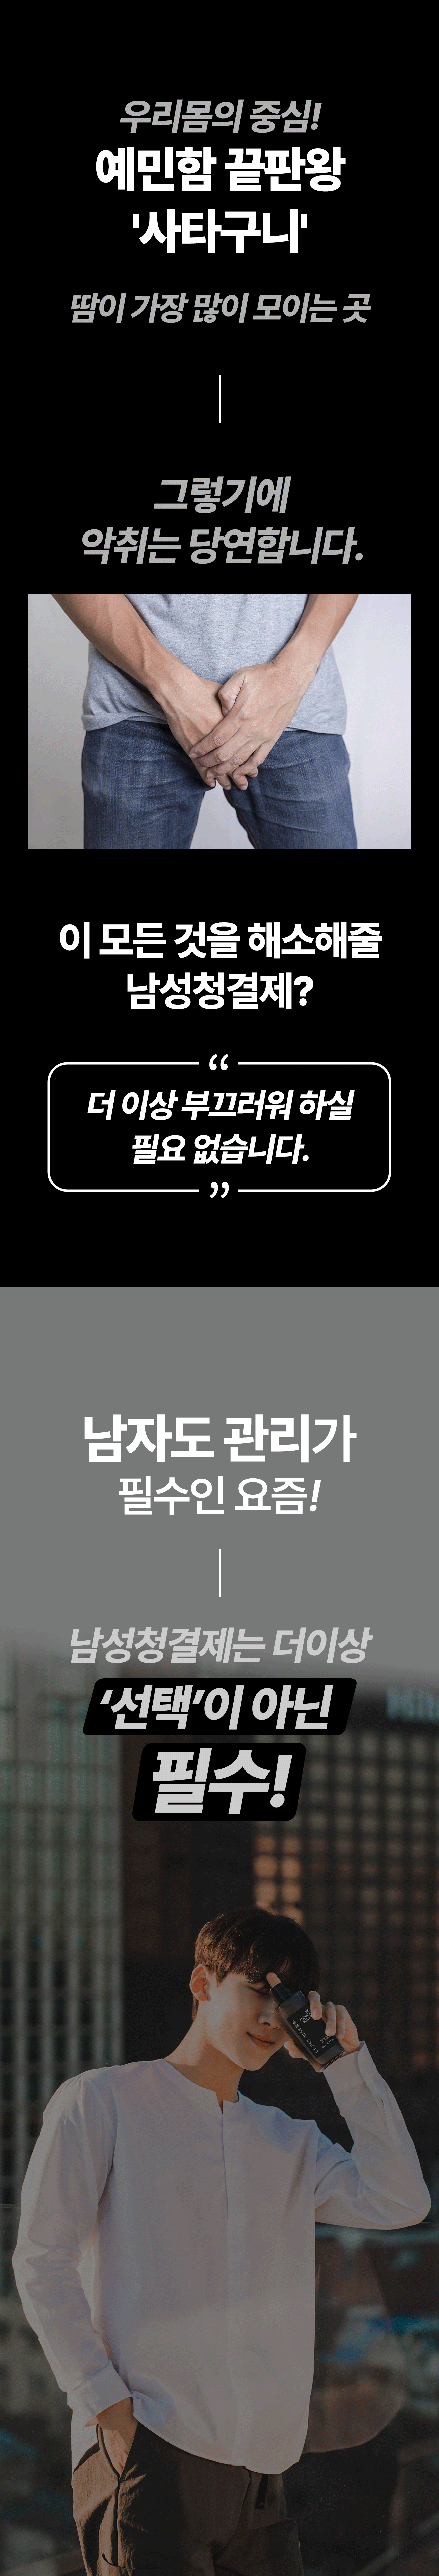 우리몸의 중심!
예민함 끝판왕
'사타구니'
땀이 가장 많이 모이는 곳
그렇기에
악취는 당연합니다.
이 모든 것을 해소해줄
남성청결제?
“
더 이상 부끄러워 하실
필요 없습니다.
”
남자도 관리가
필수인 요즘!
남성청결제는 더이상
‘선택’이 아닌
필수!